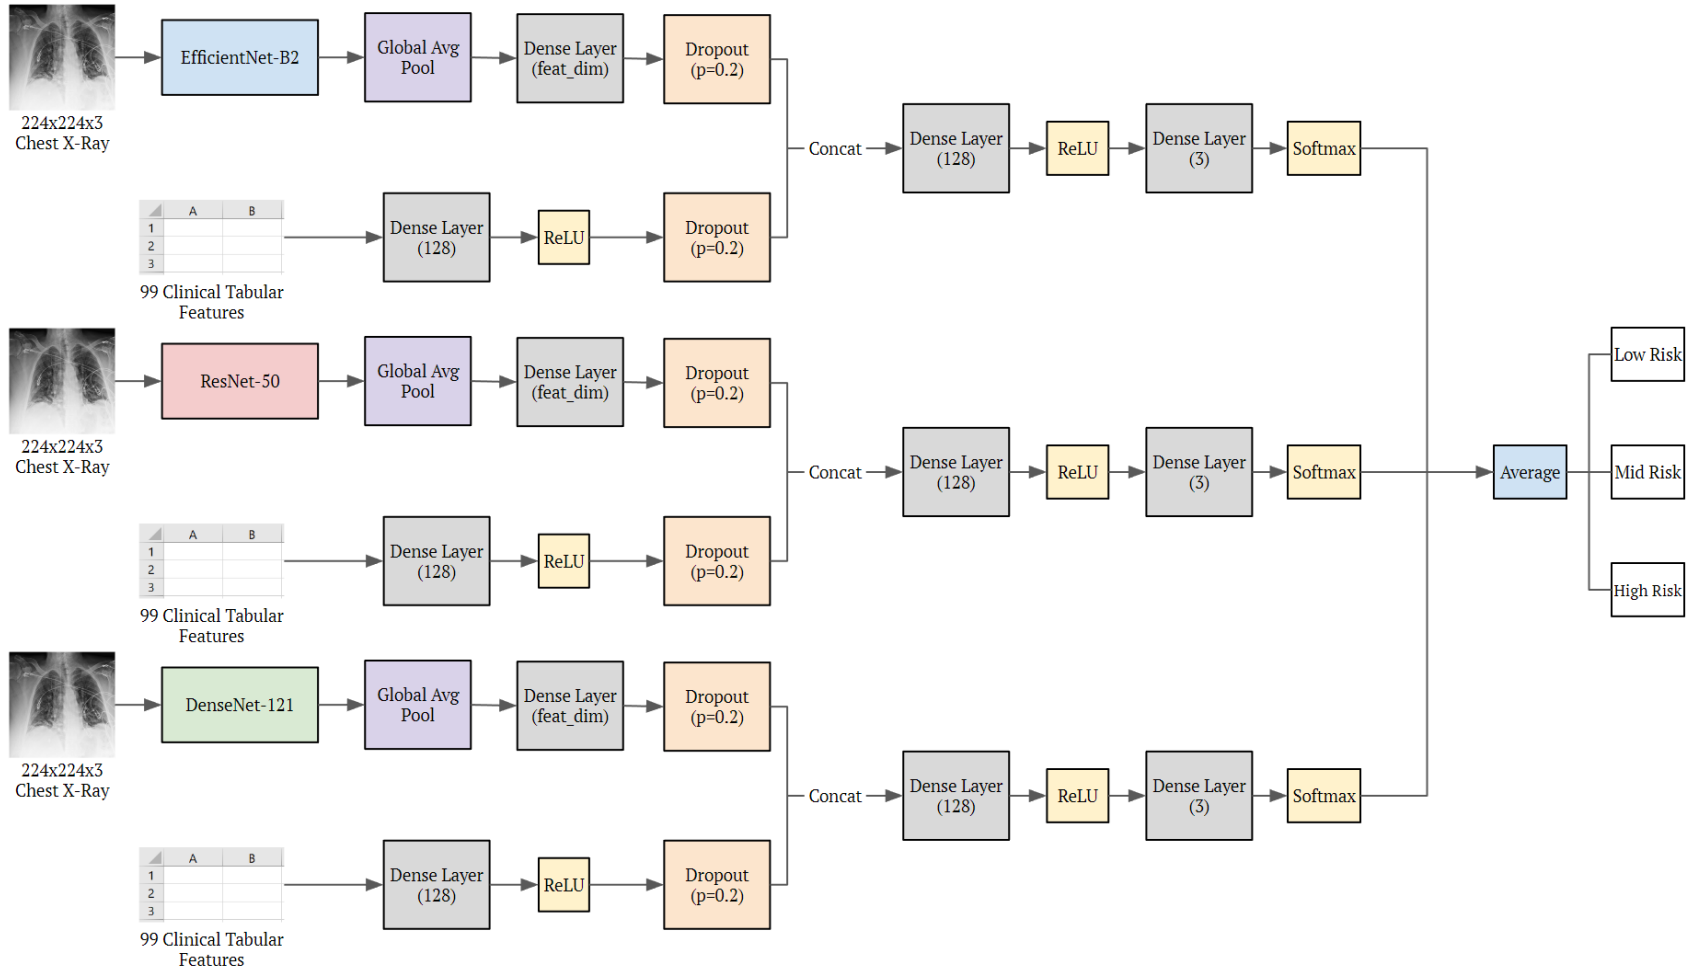 EfficientNet-B2
Global Avg
Pool
Dense Layer
(feat_dim)
Dropout
(p=0.2)
224x224x3
Chest X-Ray
Concat
Dense Layer
(128)
ReLU
Dense Layer
(3)
Softmax
A B
1
2
3
Dense Layer
(128)
ReLU
Dropout
(p=0.2)
99 Clinical Tabular
Features
ResNet-50
Global Avg
Pool
Dense Layer
(feat_dim)
Dropout
(p=0.2)
224x224x3
Chest X-Ray
Concat
Dense Layer
(128)
ReLU
Dense Layer
(3)
Softmax
A B
1
2
3
Dense Layer
(128)
ReLU
Dropout
(p=0.2)
99 Clinical Tabular
Features
DenseNet-121
Global Avg
Pool
Dense Layer
(feat_dim)
Dropout
(p=0.2)
224x224x3
Chest X-Ray
Concat
Dense Layer
(128)
ReLU
Dense Layer
(3)
Softmax
A B
1
2
3
Dense Layer
(128)
ReLU
Dropout
(p=0.2)
99 Clinical Tabular
Features
Average
Low Risk
Mid Risk
High Risk